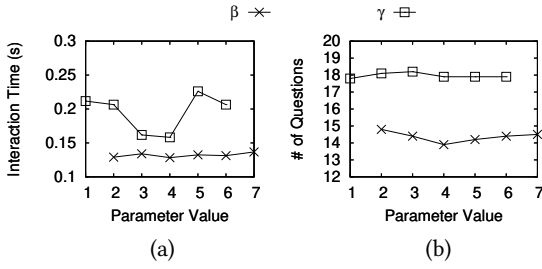 β γ
Interaction Time (s)
0.3
0.25
0.2
0.15
0.1
1 2 3 4 5 6 7
Parameter Value
(a)
# of Questions
20
19
18
17
16
15
14
13
12
1 2 3 4 5 6 7
Parameter Value
(b)